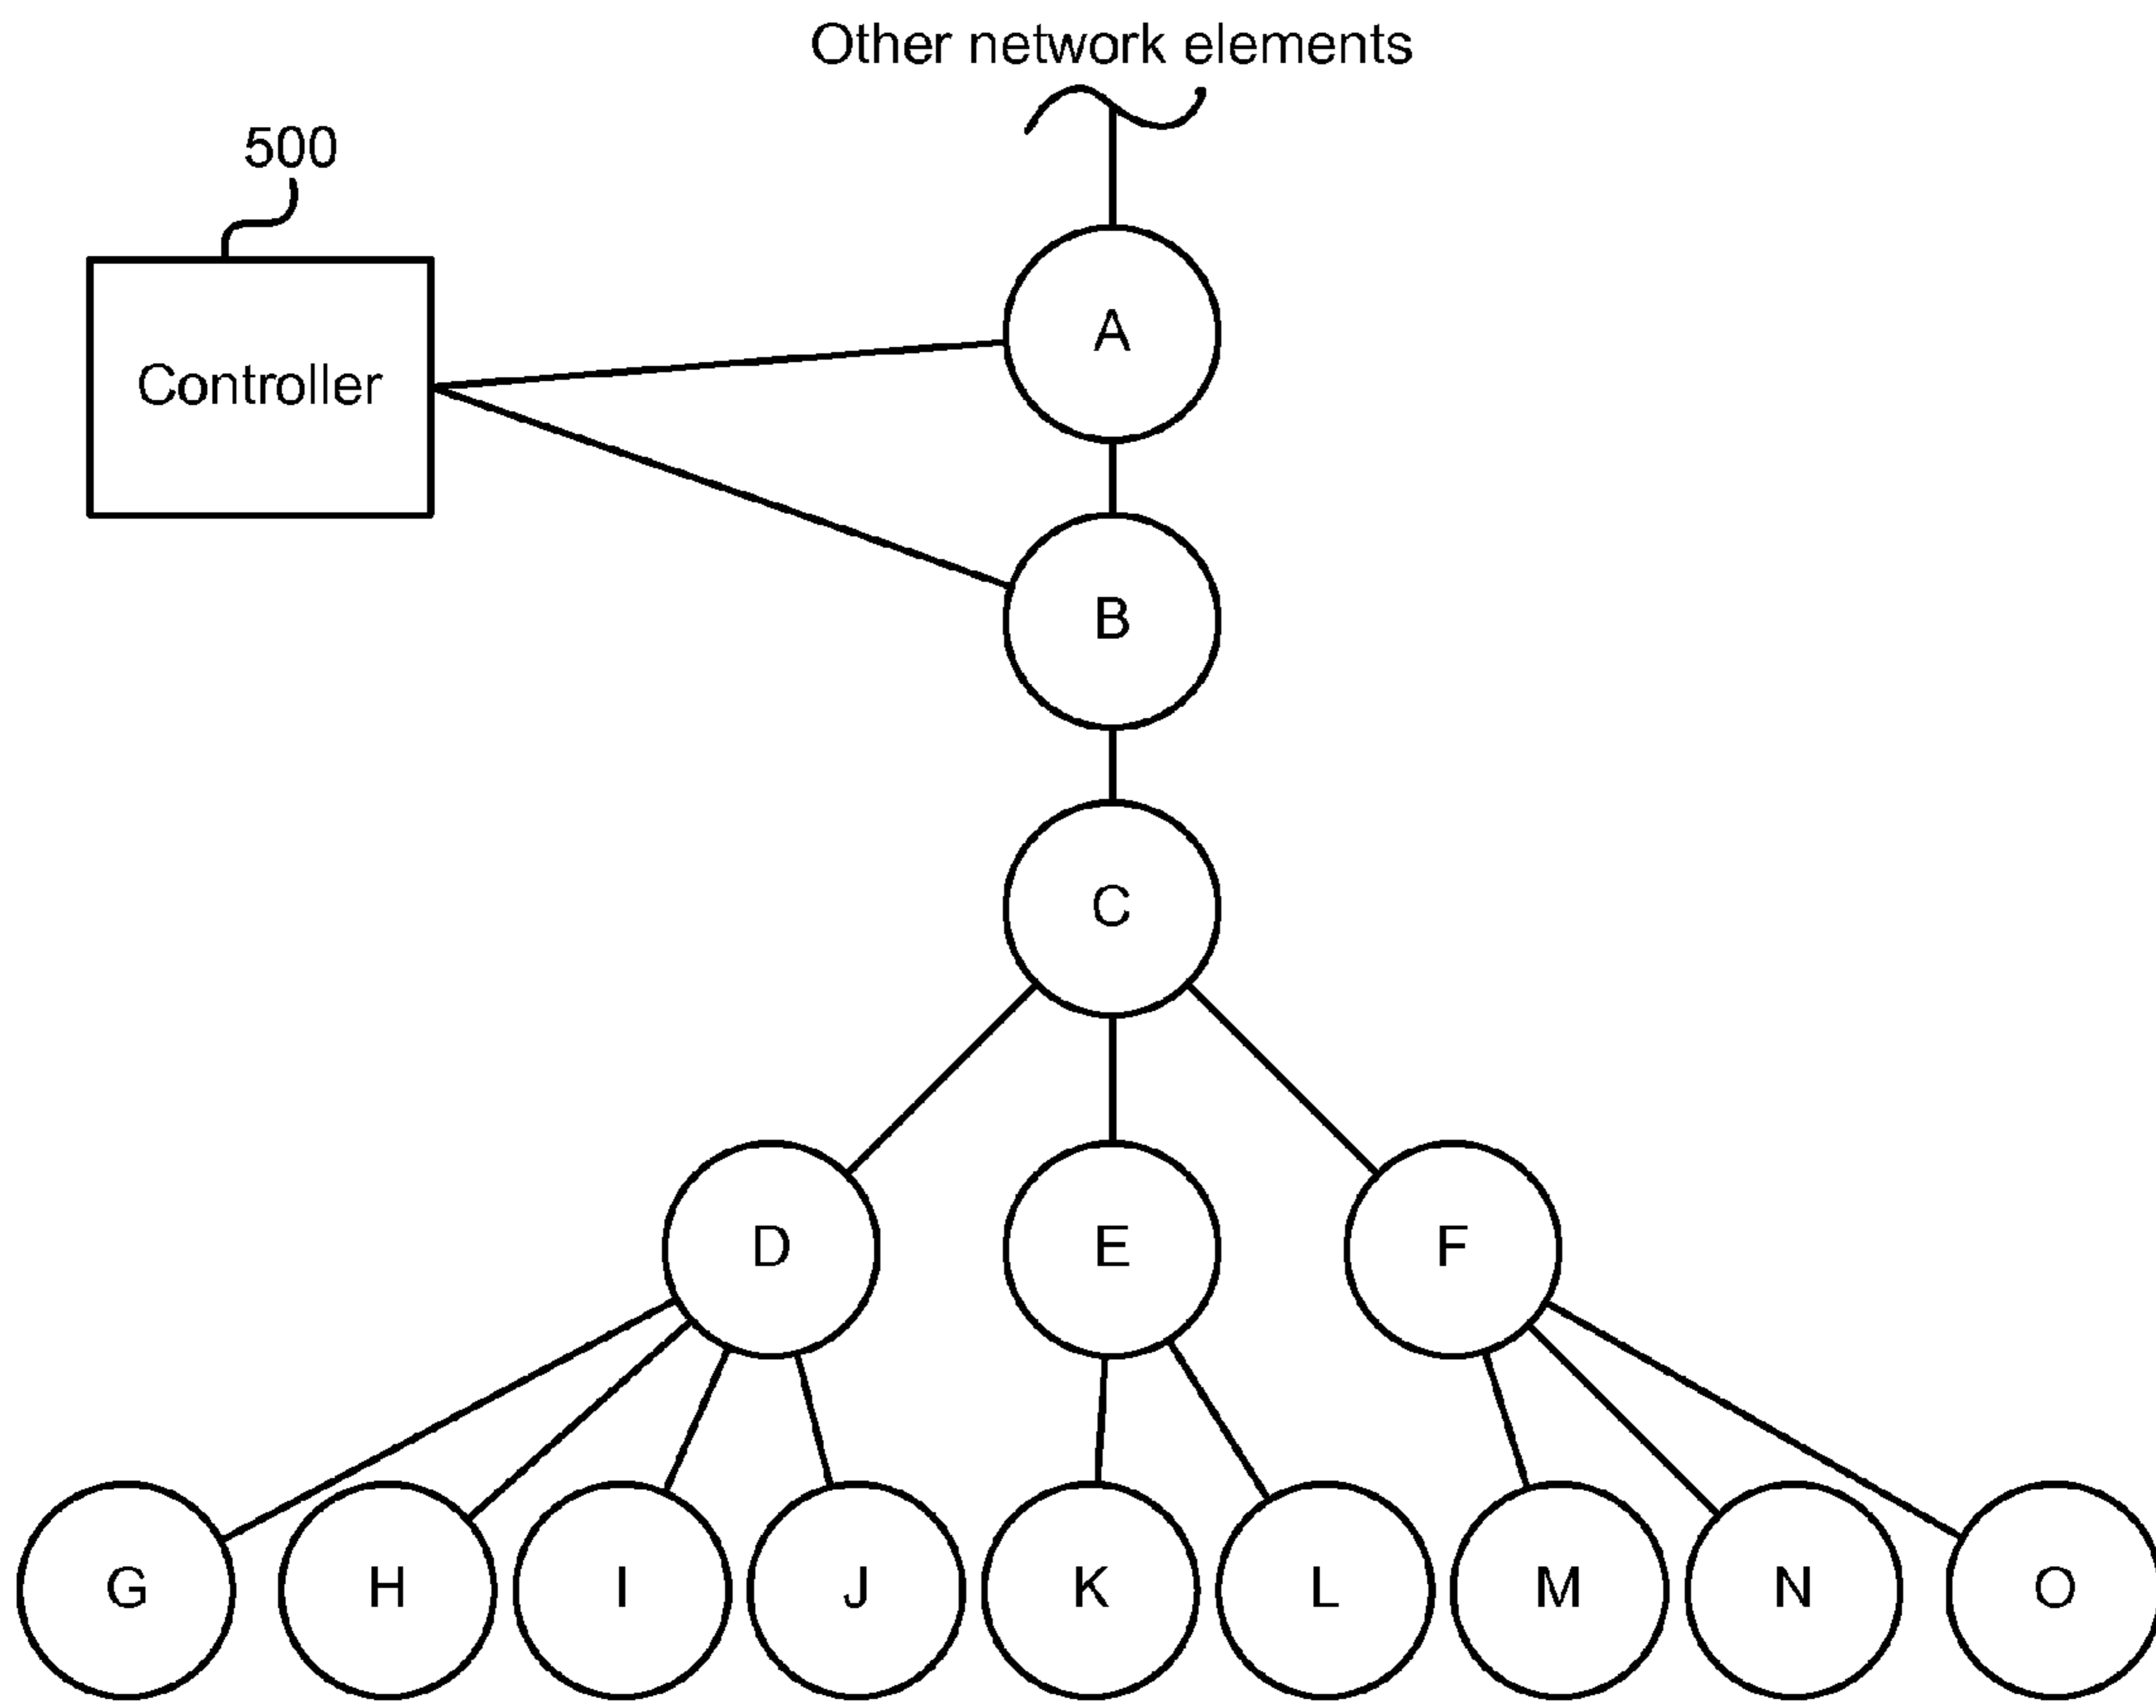 Other network elements
500
A
Controller
B
C
D
E
F
G
H
I
J
K
L
M
N
O